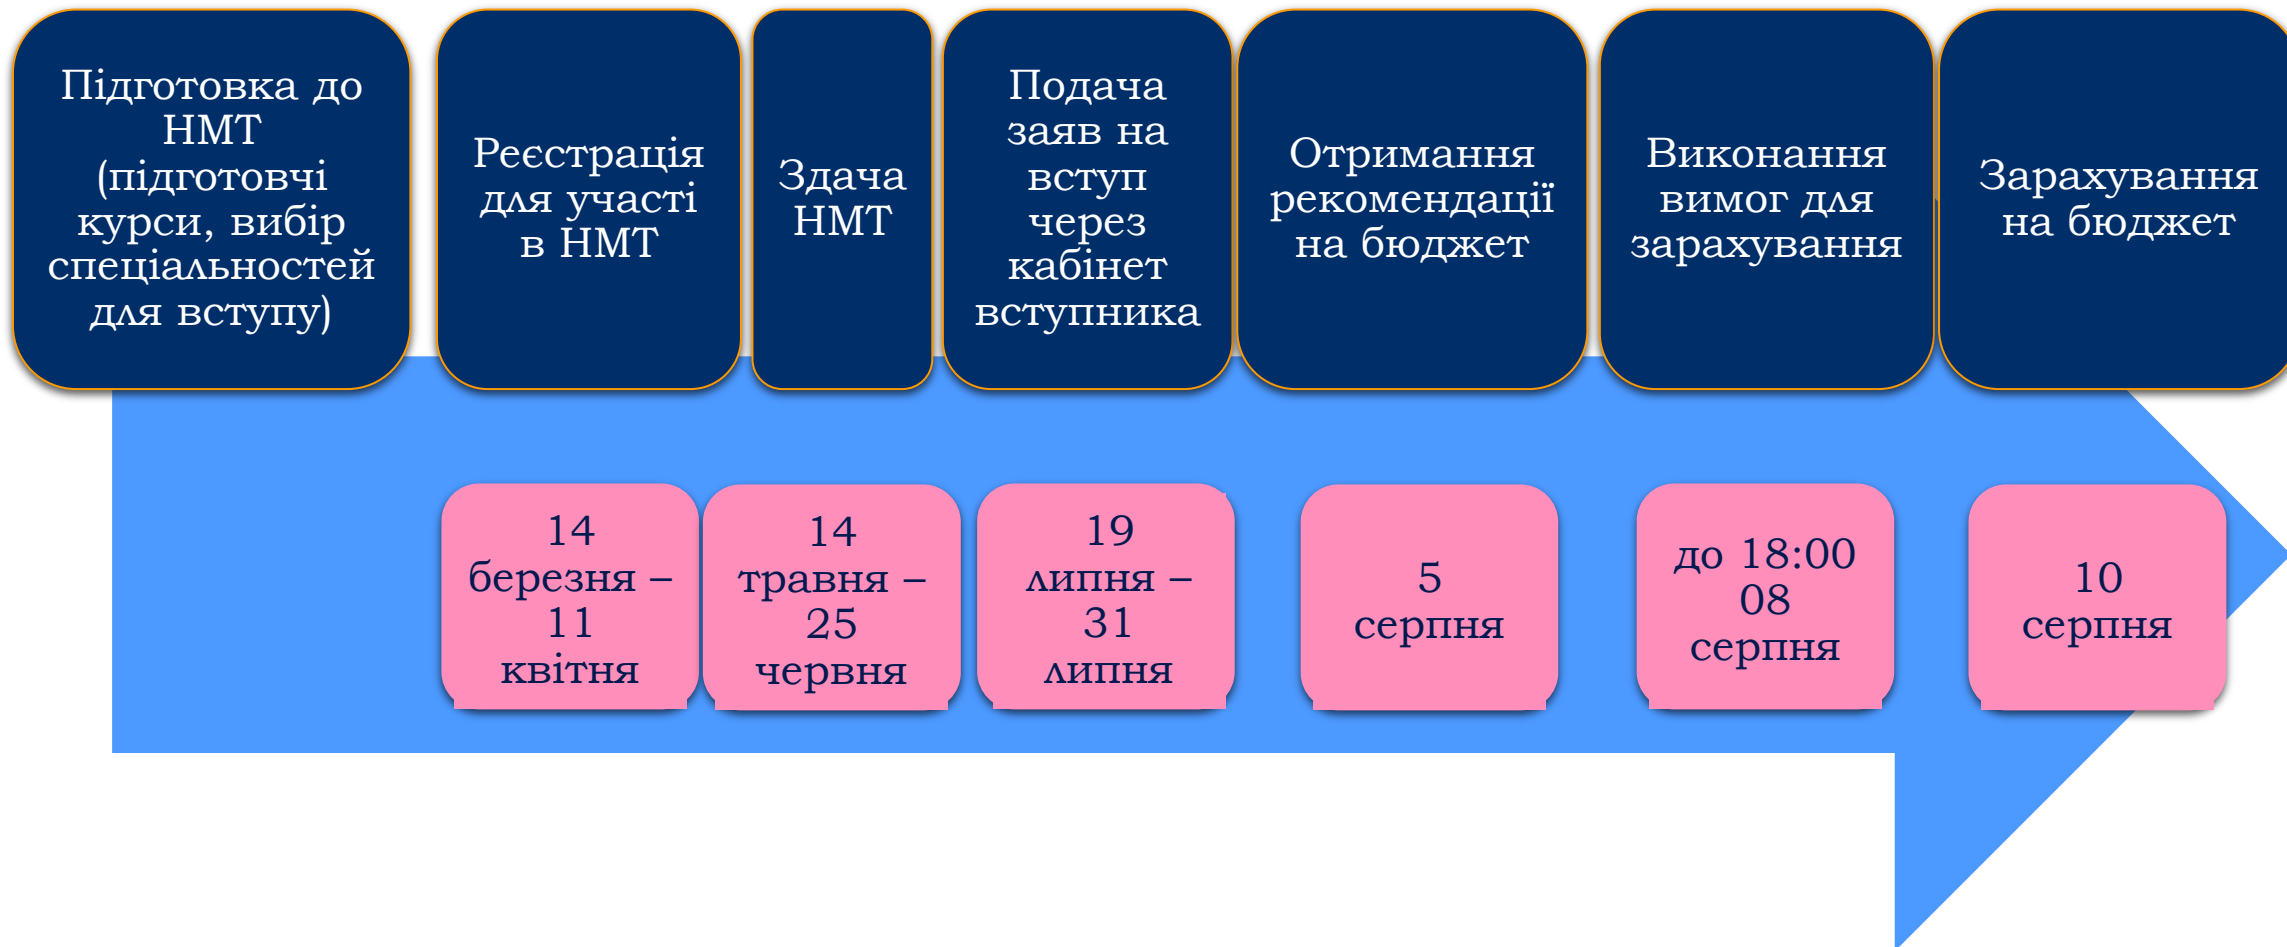 Підготовка до
НМТ
(підготовчі
курси, вибір
спеціальностей
для вступу)
Реєстрація
для участі
в НМТ
Здача
НМТ
Подача
заяв на
вступ
через
кабінет
вступника
Отримання
рекомендації
на бюджет
Виконання
вимог для
зарахування
Зарахування
на бюджет
14
березня –
11
квітня
14
травня –
25
червня
19
липня –
31
липня
5
серпня
до 18:00
08
серпня
10
серпня